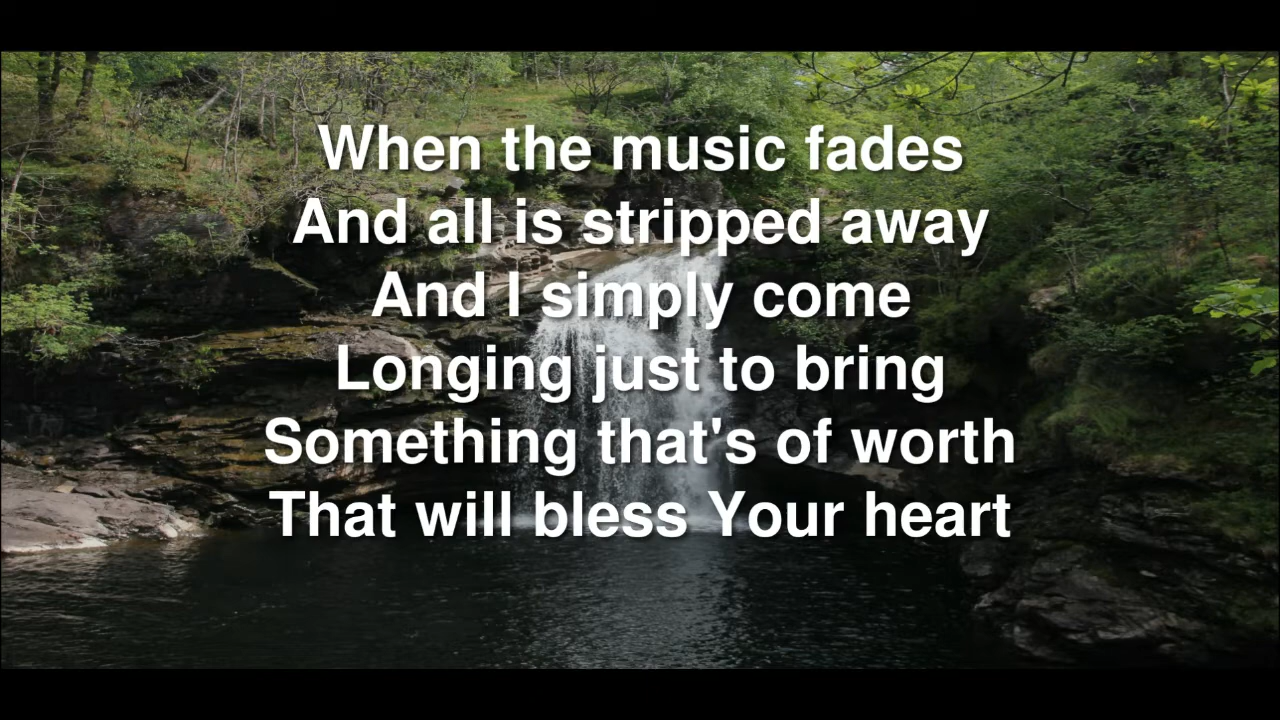 When the music fades
And all is stripped away
And I simply come
Longing just to bring
Something that's of worth
That will bless Your heart